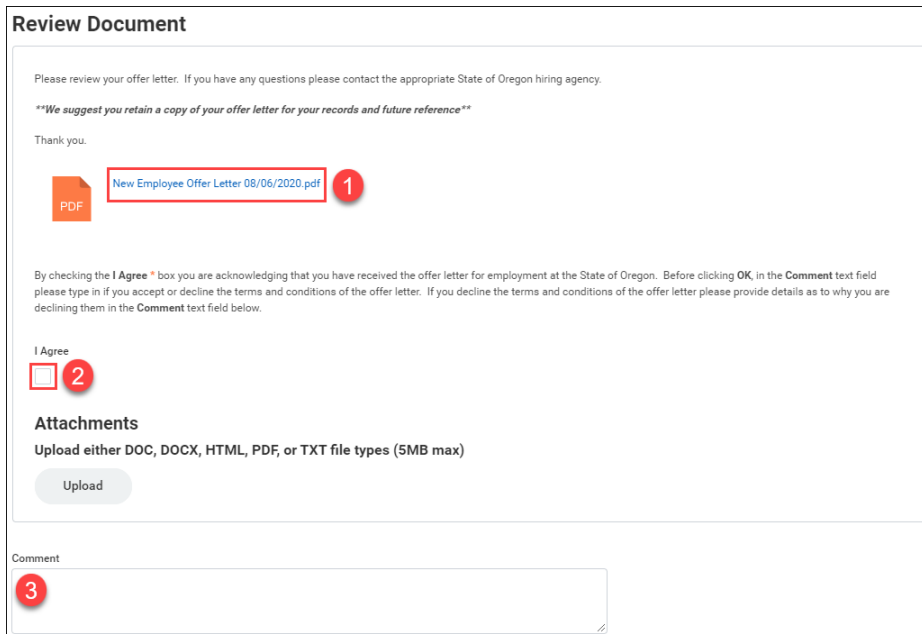 Review Document
Please review your offer letter. If you have any questions please contact the appropriate State of Oregon hiring agency.
**We suggest you retain a copy of your offer letter for your records and future reference**
Thank you.
New Employee Offer Letter 08/06/2020.pdf
1
PDF
By checking the I Agree * box you are acknowledging that you have received the offer letter for employment at the State of Oregon. Before clicking OK, in the Comment text field
please type in if you accept or decline the terms and conditions of the offer letter. If you decline the terms and conditions of the offer letter please provide details as to why you are
declining them in the Comment text field below.
I Agree
2
Attachments
Upload either DOC, DOCX, HTML, PDF, or TXT file types (5MB max)
Upload
Comment
3